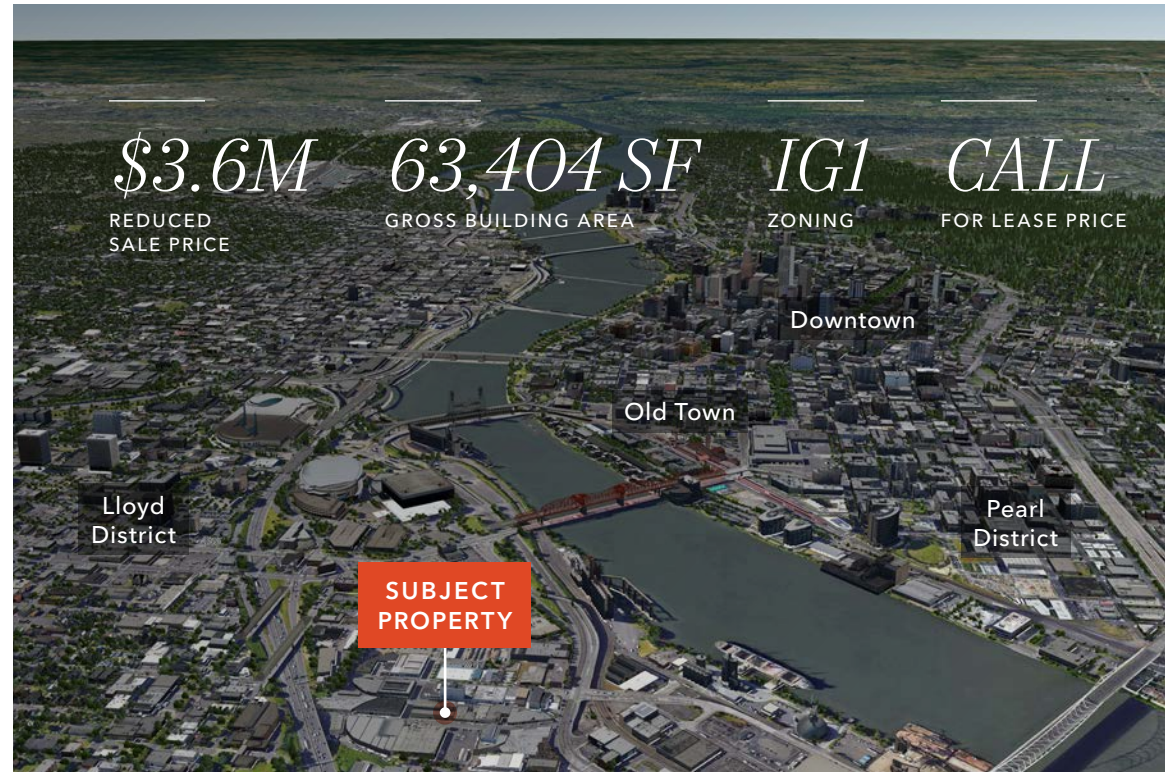 $3.6M
REDUCED
SALE PRICE
63,404 SF
GROSS BUILDING AREA
IG1
ZONING
CALL
FOR LEASE PRICE
Downtown
Old Town
Lloyd
District
Pearl
District
SUBJECT
PROPERTY